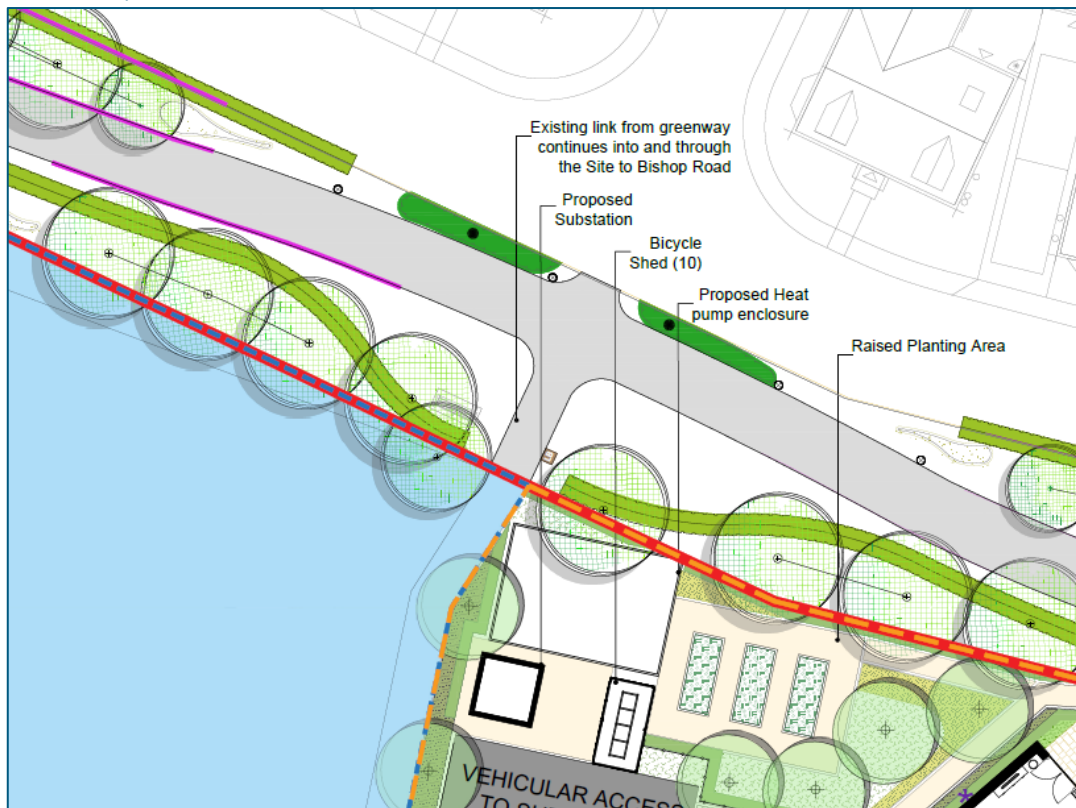 Existing link from greenway
continues into and through
the Site to Bishop Road
Proposed
Substation
Bicycle
Shed (10)
Proposed Heat
pump enclosure
Raised Planting Area
VEHICULAR ACCESS
TO